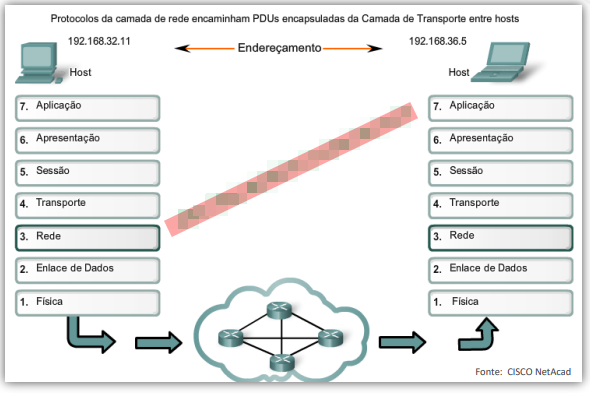 Protocolos da camada de rede encaminham PDUs encapsuladas da Camada de Transporte entre hosts
192.168.32.11
Endereçamento
192.168.36.5
Host
Host
7. Aplicação
6. Apresentação
5. Sessão
4. Transporte
3. Rede
2. Enlace de Dados
1. Física
7. Aplicação
6. Apresentação
5. Sessão
4. Transporte
3. Rede
2. Enlace de Dados
1. Física
Fonte: CISCO NetAcad